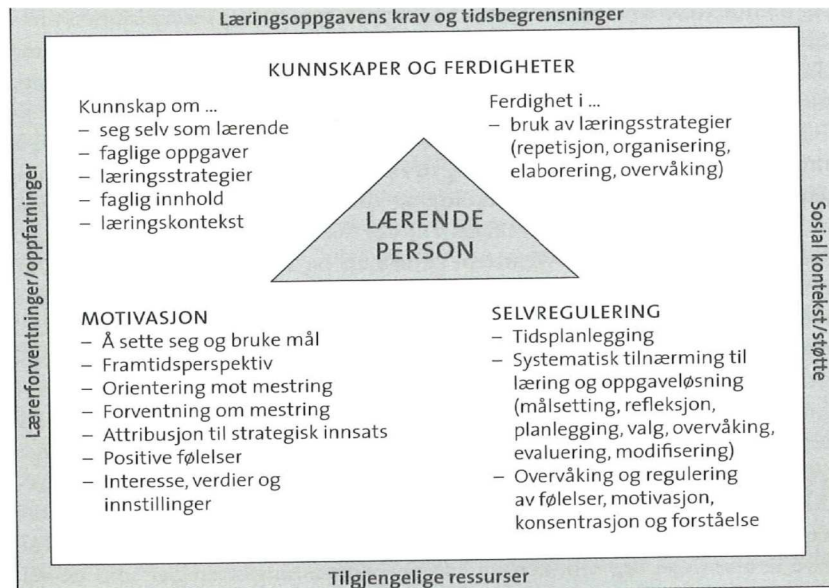 Læringsoppgavens krav og tidsbegrensninger
KUNNSKAPER OG FERDIGHETER
Kunnskap om ...
– seg selv som lærende
– faglige oppgaver
– læringsstrategier
– faglig innhold
– læringskontekst
Ferdighet i ...
– bruk av læringsstrategier
(repetisjon, organisering,
elaborering, overvåking)
LÆRENDE
PERSON
Lærerforventninger/oppfatninger
Sosial kontekst/støtte
MOTIVASJON
– Å sette seg og bruke mål
– Framtidsperspektiv
– Orientering mot mestring
– Forventning om mestring
– Attribusjon til strategisk innsats
– Positive følelser
– Interesse, verdier og
innstillinger
SELVREGULERING
– Tidsplanlegging
– Systematisk tilnærming til
læring og oppgaveløsning
(målsetting, refleksjon,
planlegging, valg, overvåking,
evaluering, modifisering)
– Overvåking og regulering
av følelser, motivasjon,
konsentrasjon og forståelse
Tilgjengelige ressurser